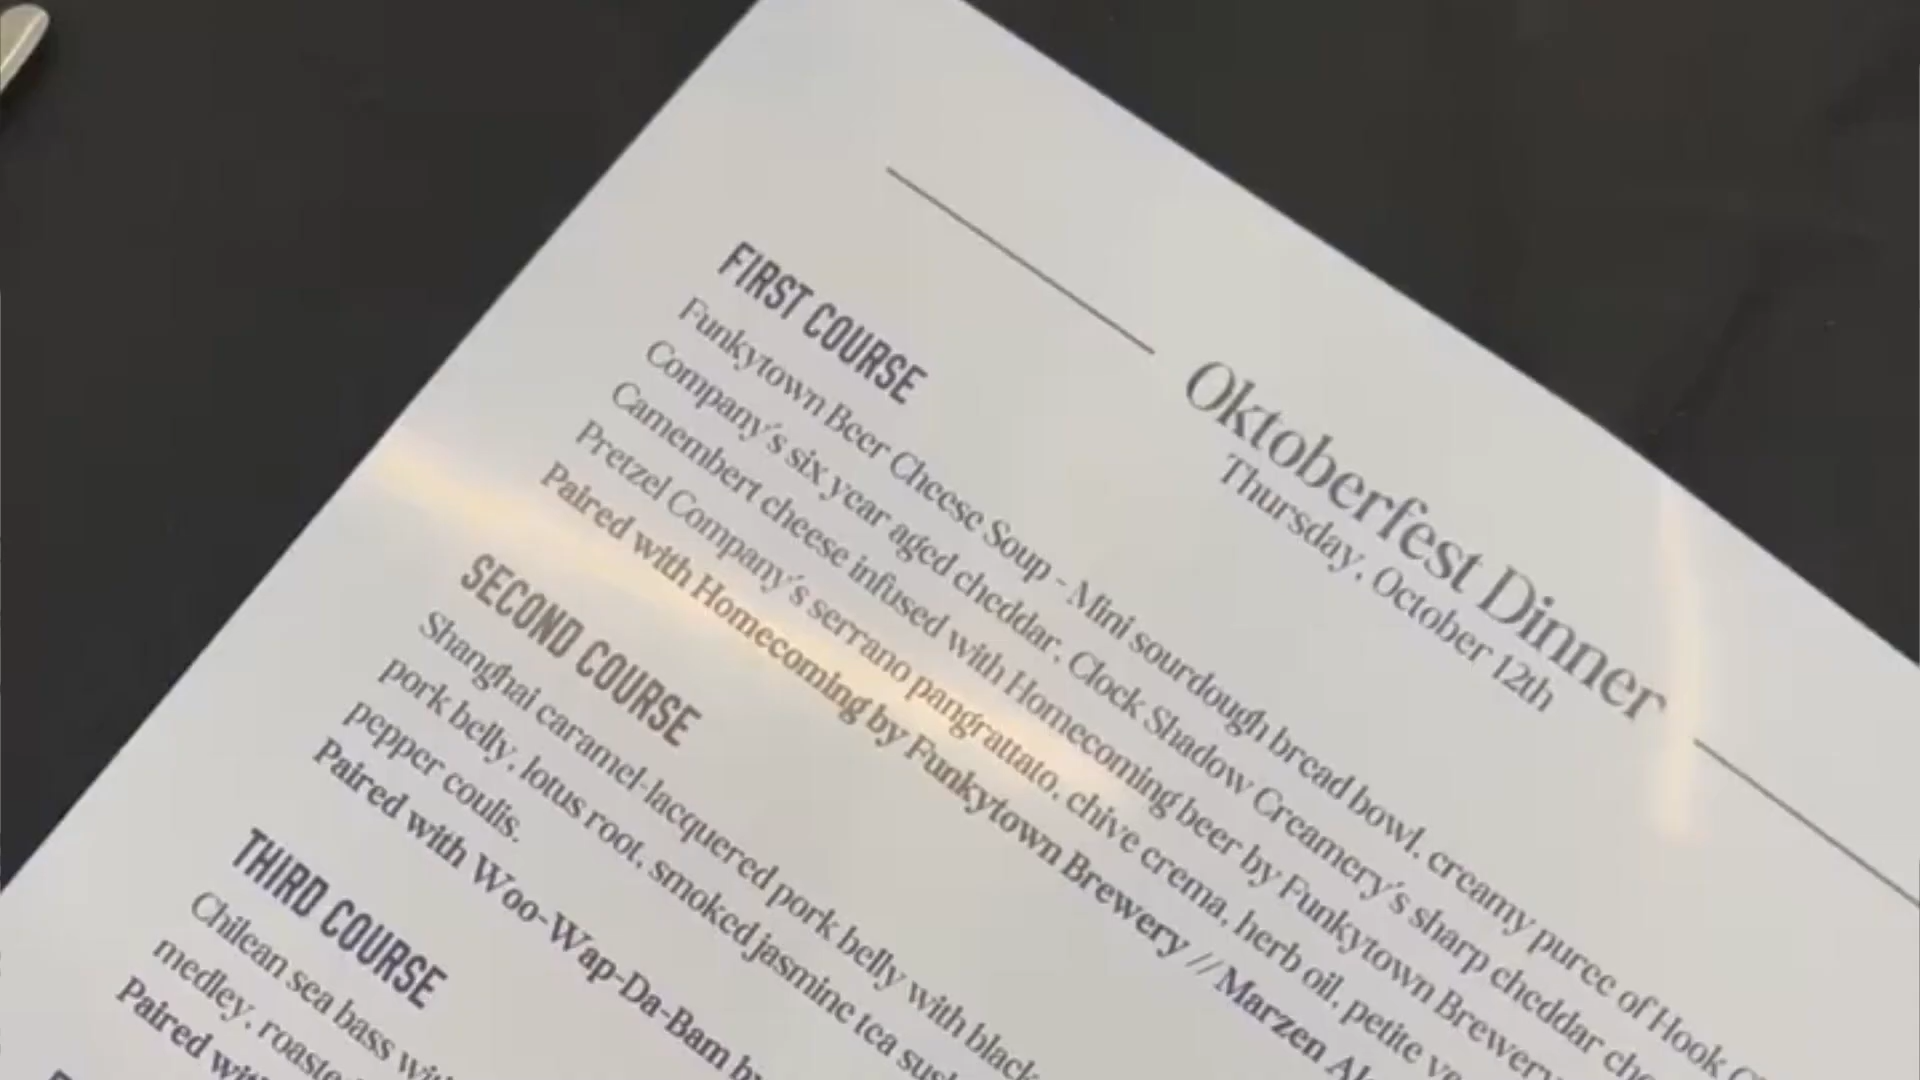 Oktoberfest Dinner
Thursday, October 12th
FIRST COURSE
Funkytown Beer Cheese Soup - Mini sourdough bread bowl, creamy puree of Hook
Company's six year aged cheddar, Clock Shadow Creamery's sharp cheddar
Camembert cheese infused with Homecoming beer by Funkytown Brewery
Pretzel Company's serrano pangrattato, chive crema, herb oil, petite
Paired with Homecoming by Funkytown Brewery // Marzen
SECOND COURSE
Shanghai caramel-lacquered pork belly with black
pork belly, lotus root, smoked jasmine tea
pepper coulis.
Paired with Woo-Wap-Da-Bam
THIRD COURSE
Chilean sea bass
medley,
Paired